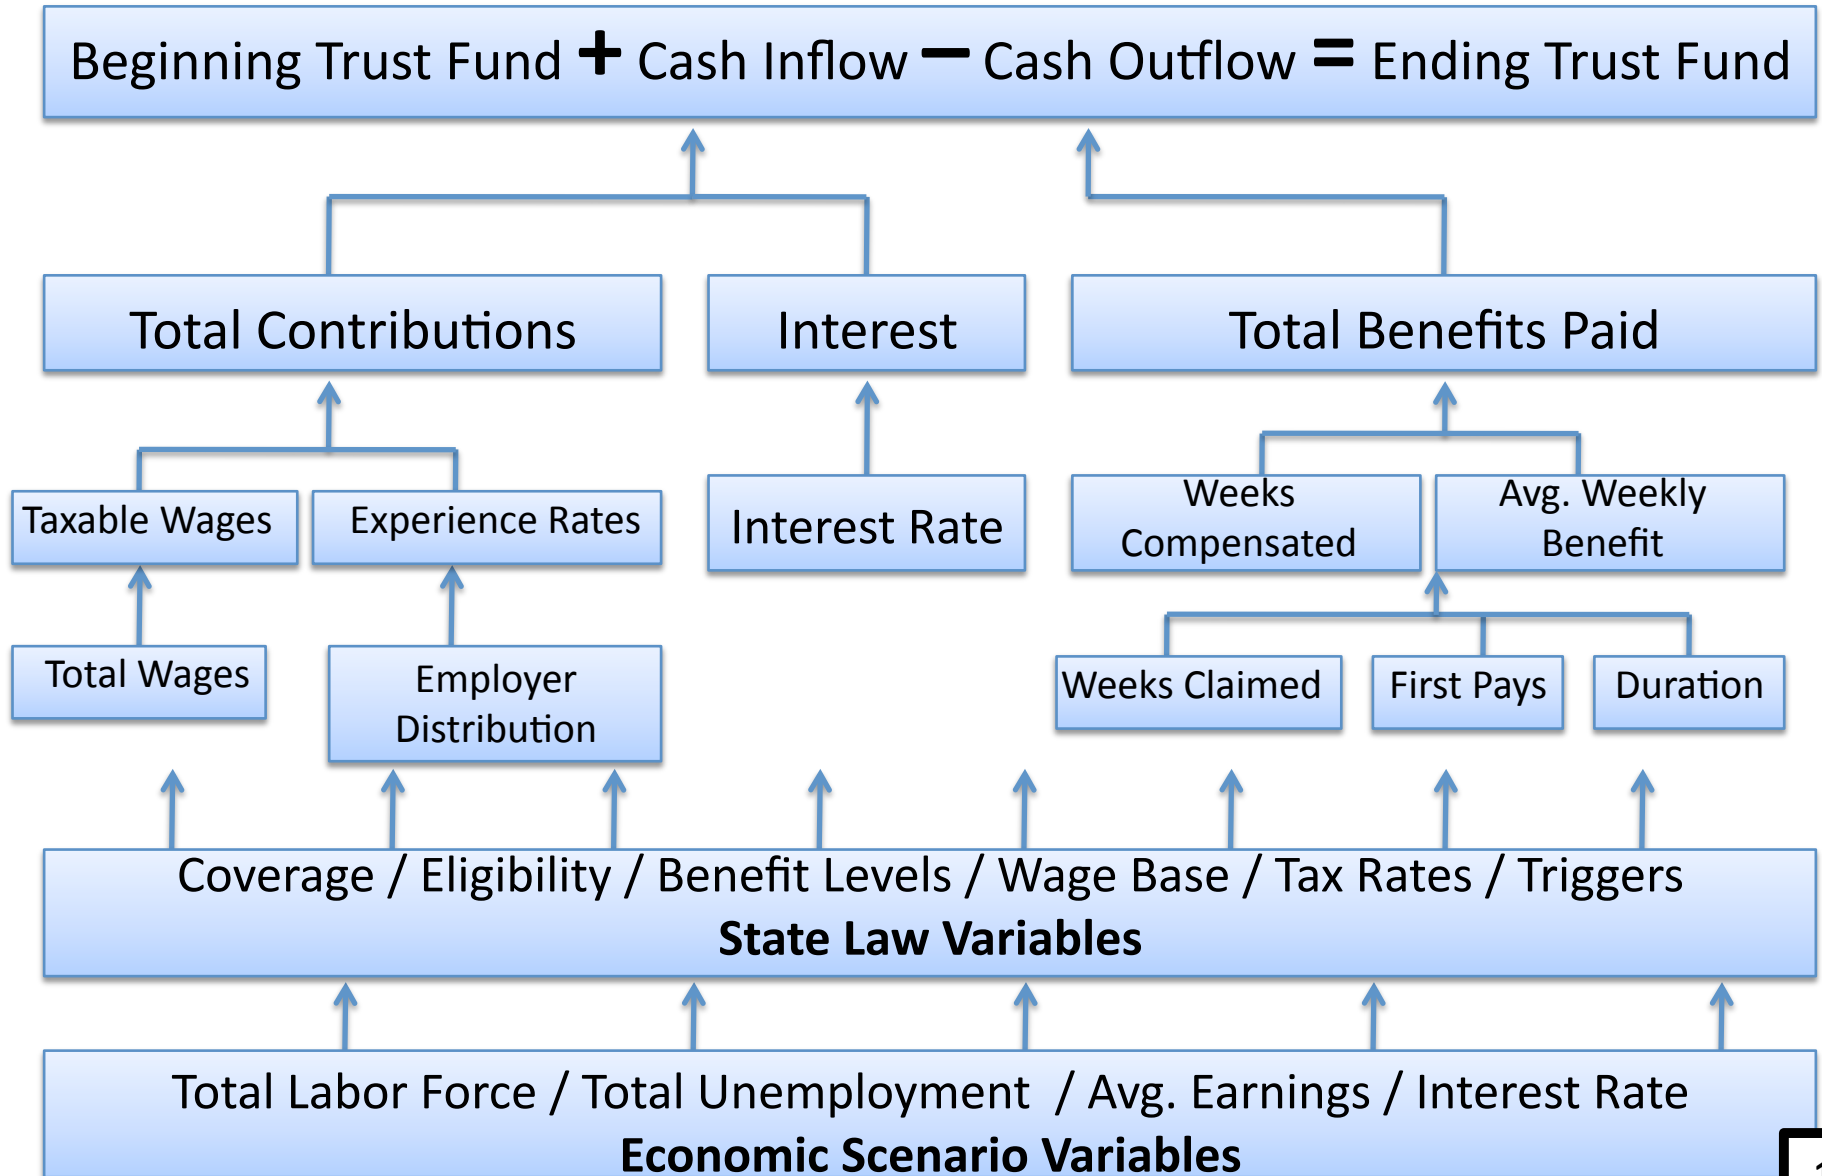 Beginning Trust Fund + Cash Inflow − Cash Outflow = Ending Trust Fund
Total Contributions
Interest
Total Benefits Paid
Taxable Wages
Experience Rates
Interest Rate
Weeks
Compensated
Avg. Weekly
Benefit
Total Wages
Employer
Distribution
Weeks Claimed
First Pays
Duration
Coverage / Eligibility / Benefit Levels / Wage Base / Tax Rates / Triggers
State Law Variables
Total Labor Force / Total Unemployment / Avg. Earnings / Interest Rate
Economic Scenario Variables